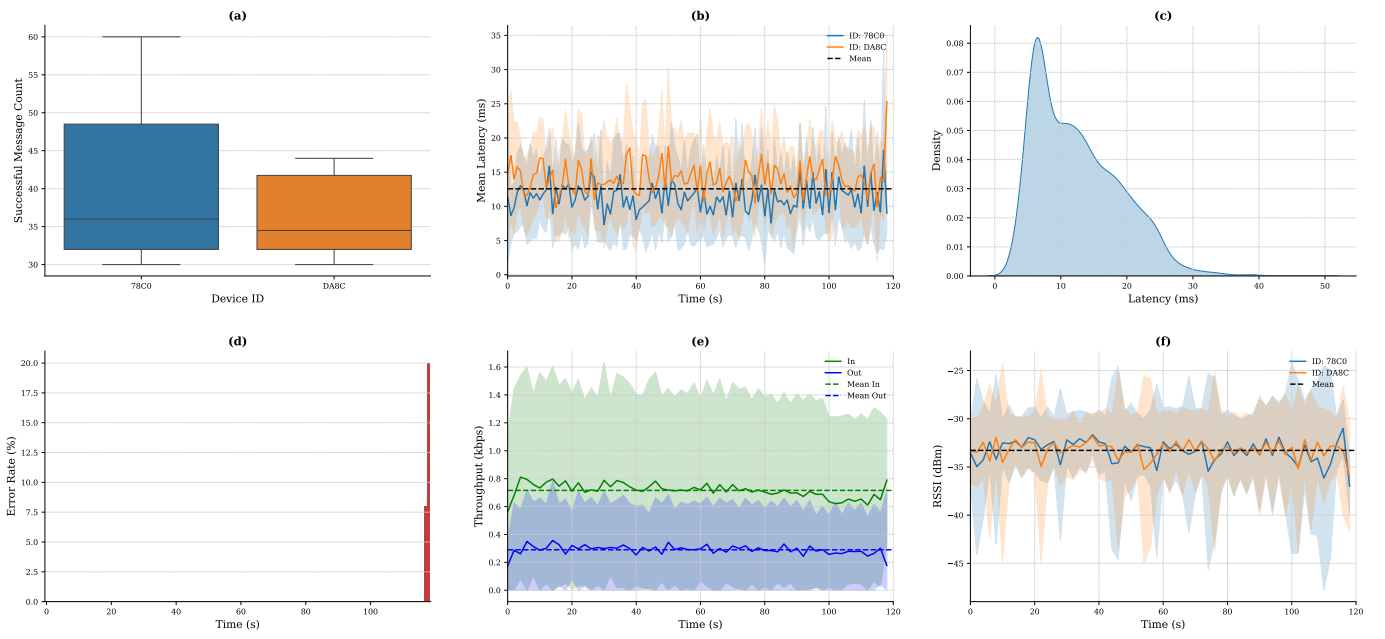 (a)
Successful Message Count
60
55
50
45
40
35
30
78C0
DA8C
Device ID
(b)
Mean Latency (ms)
35
30
25
20
15
10
5
0
ID: 78C0
ID: DA8C
Mean
0
20
40
60
80
100
120
Time (s)
(c)
Density
0.08
0.07
0.06
0.05
0.04
0.03
0.02
0.01
0.00
0
10
20
30
40
50
Latency (ms)
(d)
Error Rate (%)
20.0
17.5
15.0
12.5
10.0
7.5
5.0
2.5
0.0
0
20
40
60
80
100
Time (s)
(e)
Throughput (kbps)
1.6
1.4
1.2
1.0
0.8
0.6
0.4
0.2
0.0
In
Out
Mean In
Mean Out
0
20
40
60
80
100
120
Time (s)
(f)
RSSI (dBm)
−25
−30
−35
−40
−45
ID: 78C0
ID: DA8C
Mean
0
20
40
60
80
100
120
Time (s)